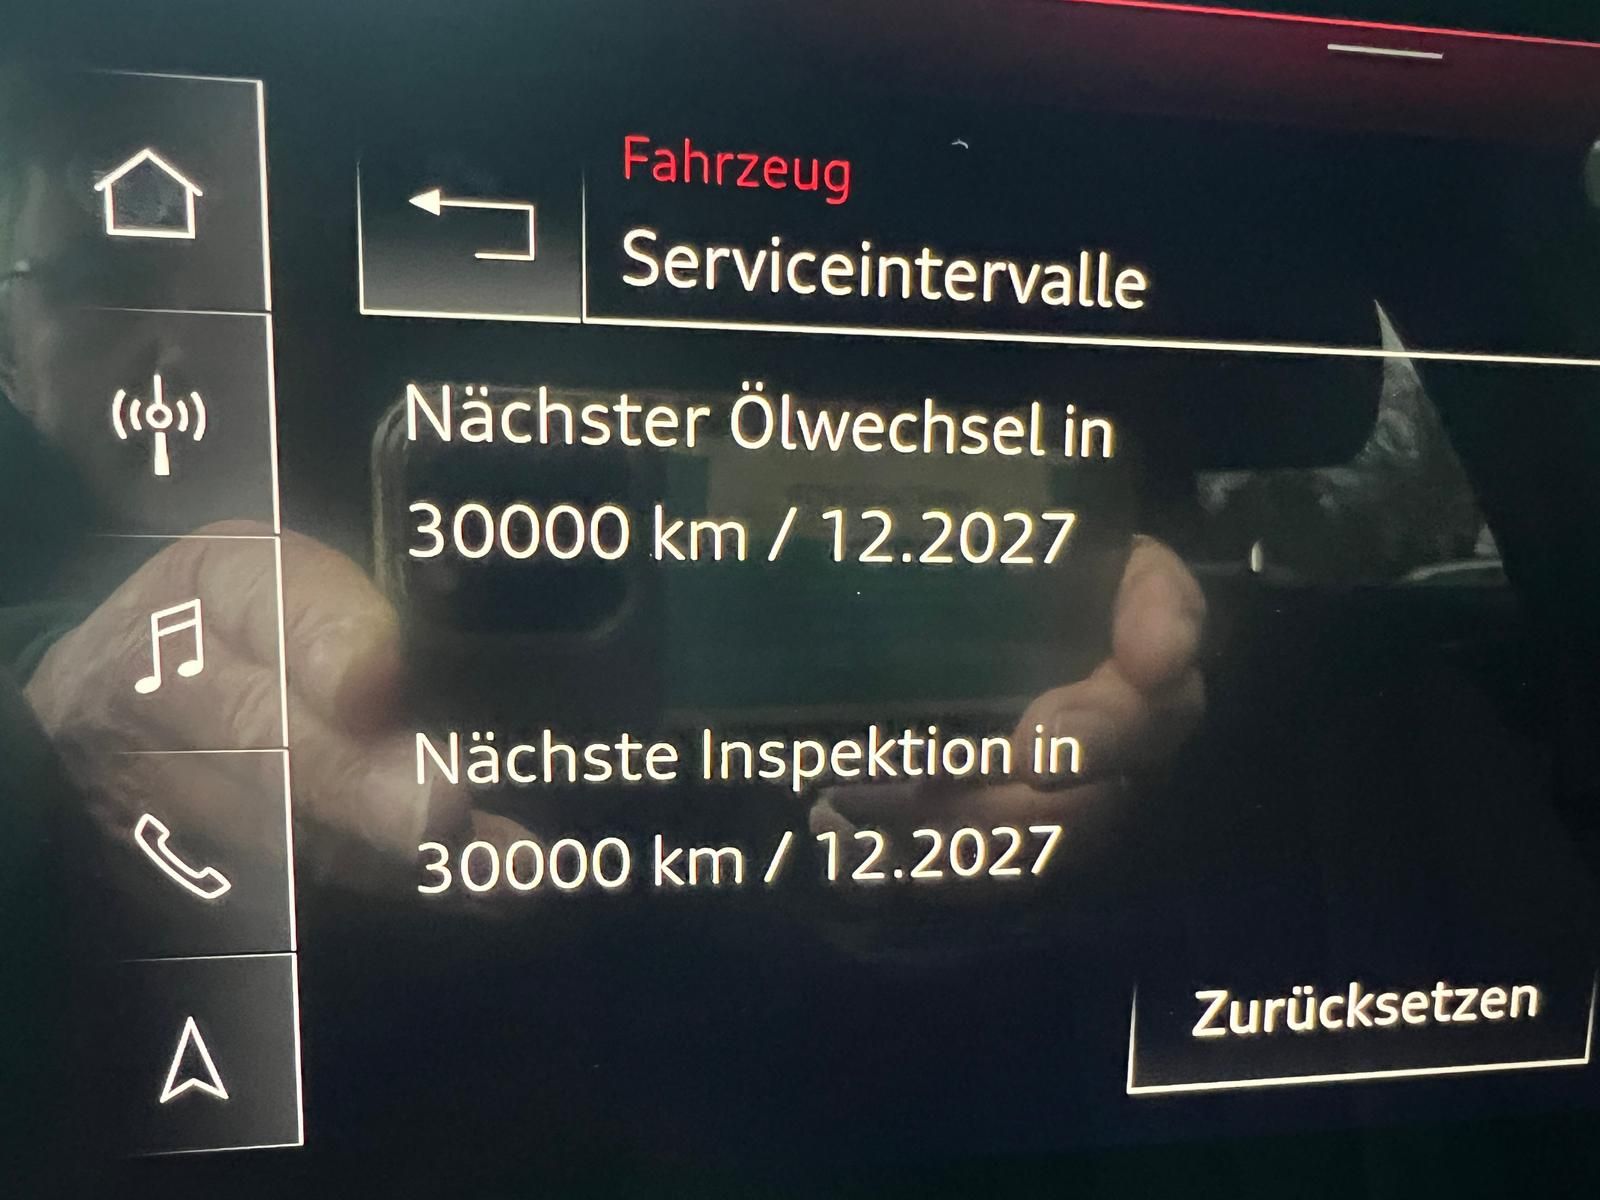 Fahrzeug
Serviceintervalle
Nächster Ölwechsel in
30000 km / 12.2027
Nächste Inspektion in
30000 km / 12.2027
Zurücksetzen